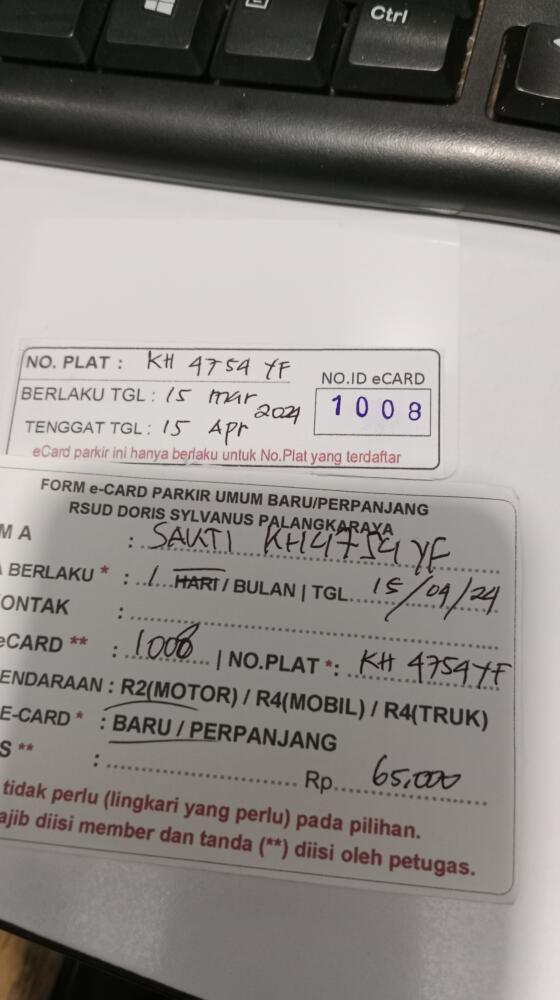 Ctrl
NO. PLAT : KH 4754 YF
NO.ID eCARD
BERLAKU TGL : 15 mar 2024
1008
TENGGAT TGL : 15 Apr
eCard parkir ini hanya berlaku untuk No.Plat yang terdaftar
FORM e-CARD PARKIR UMUM BARU/PERPANJANG
RSUD DORIS SYLVANUS PALANGKARAYA
M A : SAKTI KH4754 YF
A BERLAKU * : 1 HARI / BULAN | TGL 15/04/24
ONTAK :
eCARD ** : 1008 | NO.PLAT *: KH 4754 YF
ENDARAAN : R2(MOTOR) / R4(MOBIL) / R4(TRUK)
E-CARD * : BARU / PERPANJANG
S ** : Rp. 65.000
tidak perlu (lingkari yang perlu) pada pilihan.
ajib diisi member dan tanda (**) diisi oleh petugas.